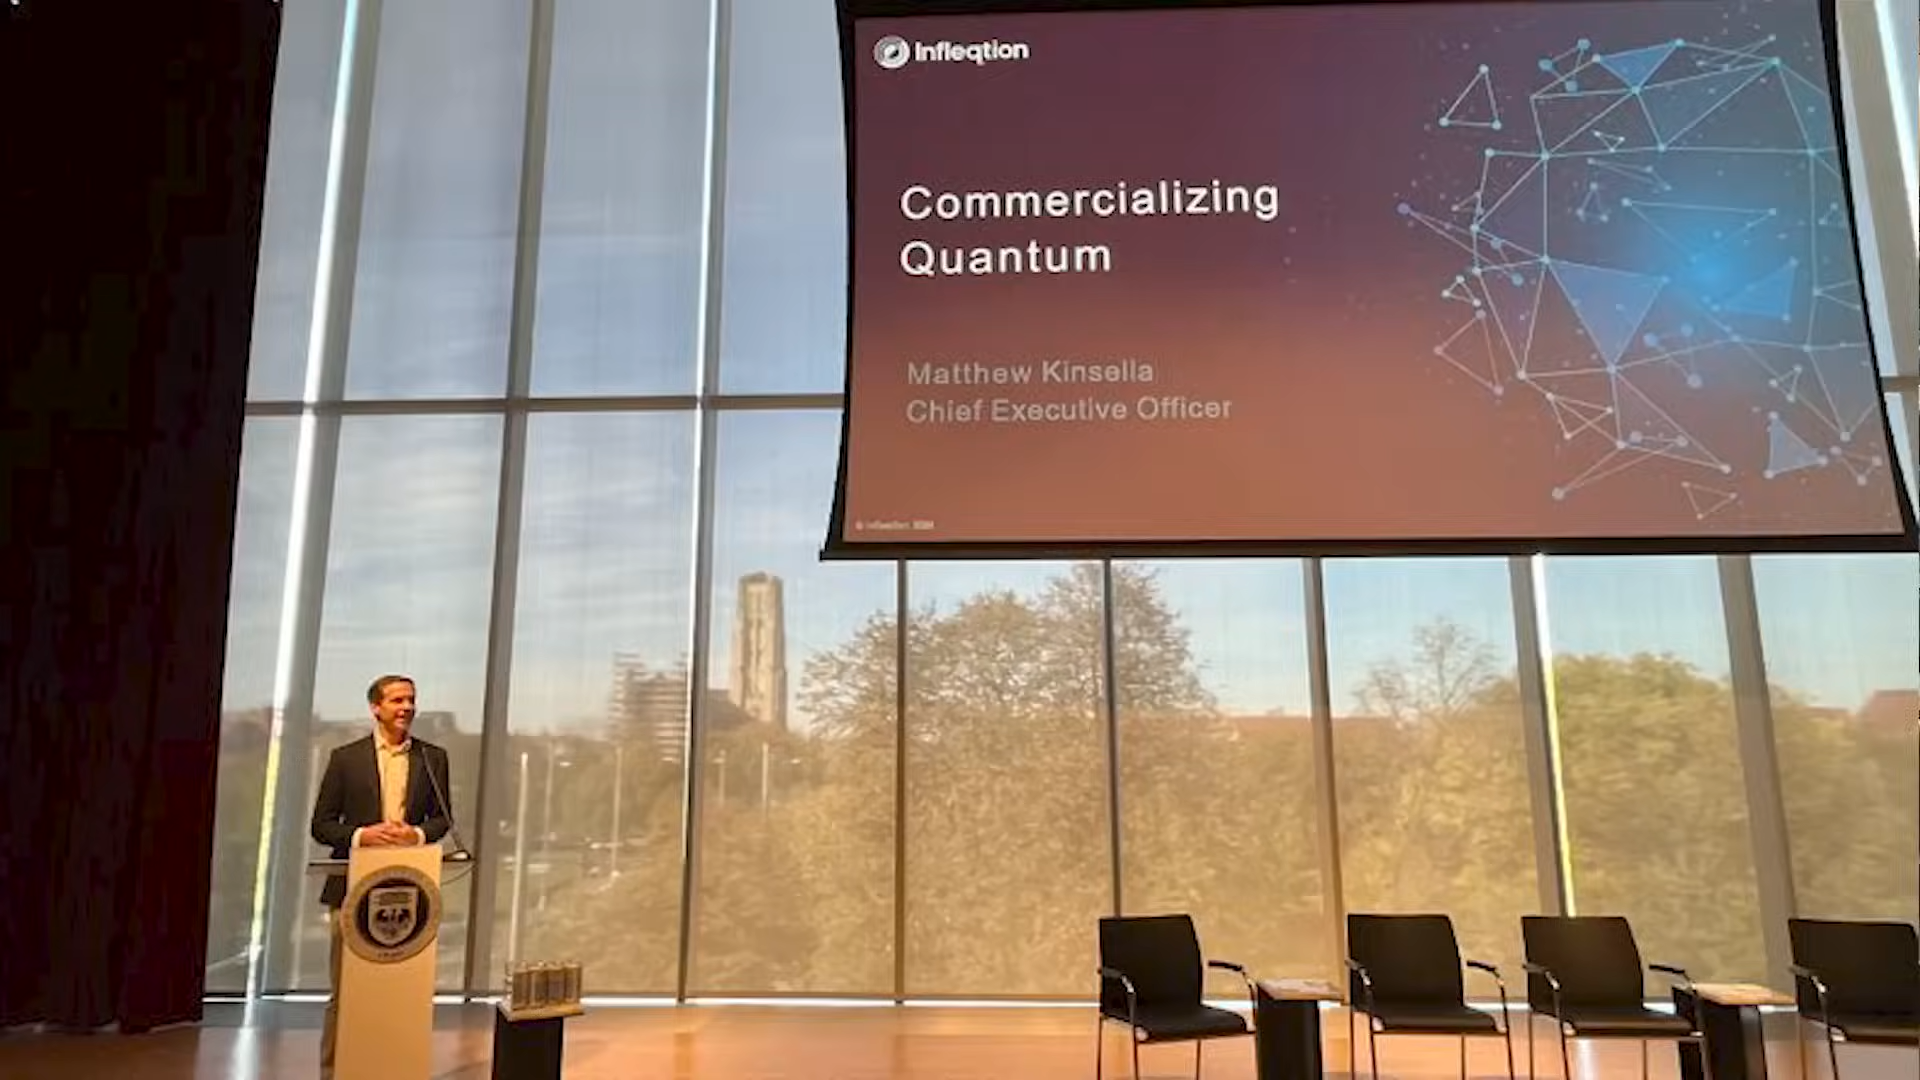 Infleqtion
Commercializing
Quantum
Matthew Kinsella
Chief Executive Officer